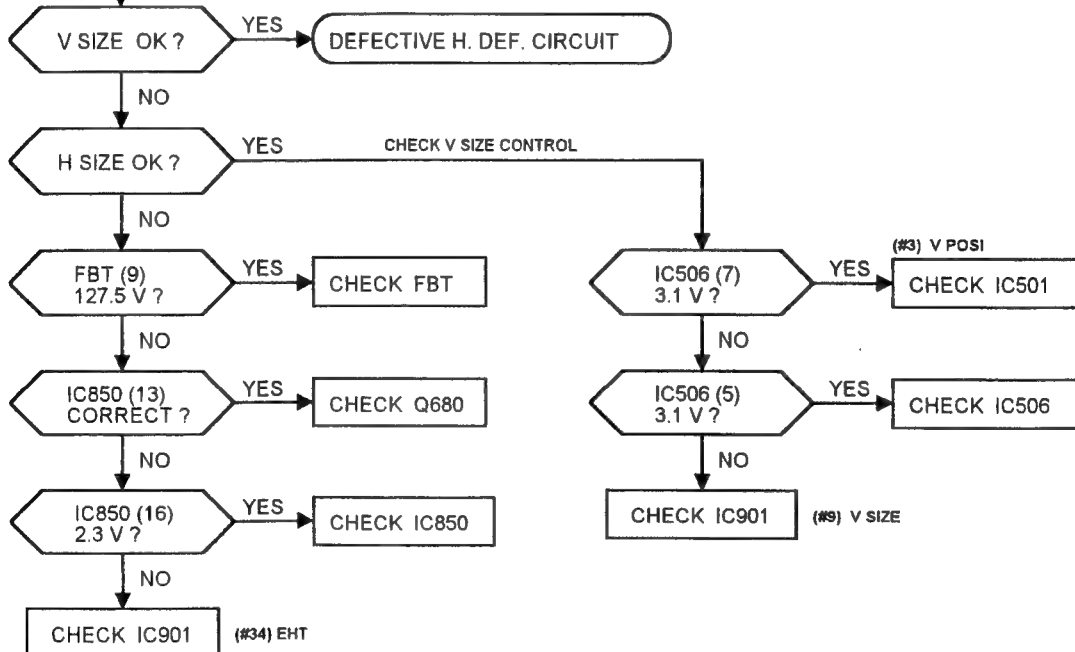 V SIZE OK ?
YES
DEFECTIVE H. DEF. CIRCUIT
NO
H SIZE OK ?
YES
CHECK V SIZE CONTROL
NO
FBT (9)
127.5 V ?
YES
CHECK FBT
IC506 (7)
3.1 V ?
YES
(#3) V POSI
CHECK IC501
NO
NO
IC850 (13)
CORRECT ?
YES
CHECK Q680
IC506 (5)
3.1 V ?
YES
CHECK IC506
NO
NO
IC850 (16)
2.3 V ?
YES
CHECK IC850
CHECK IC901
(#9) V SIZE
NO
CHECK IC901
(#34) EHT